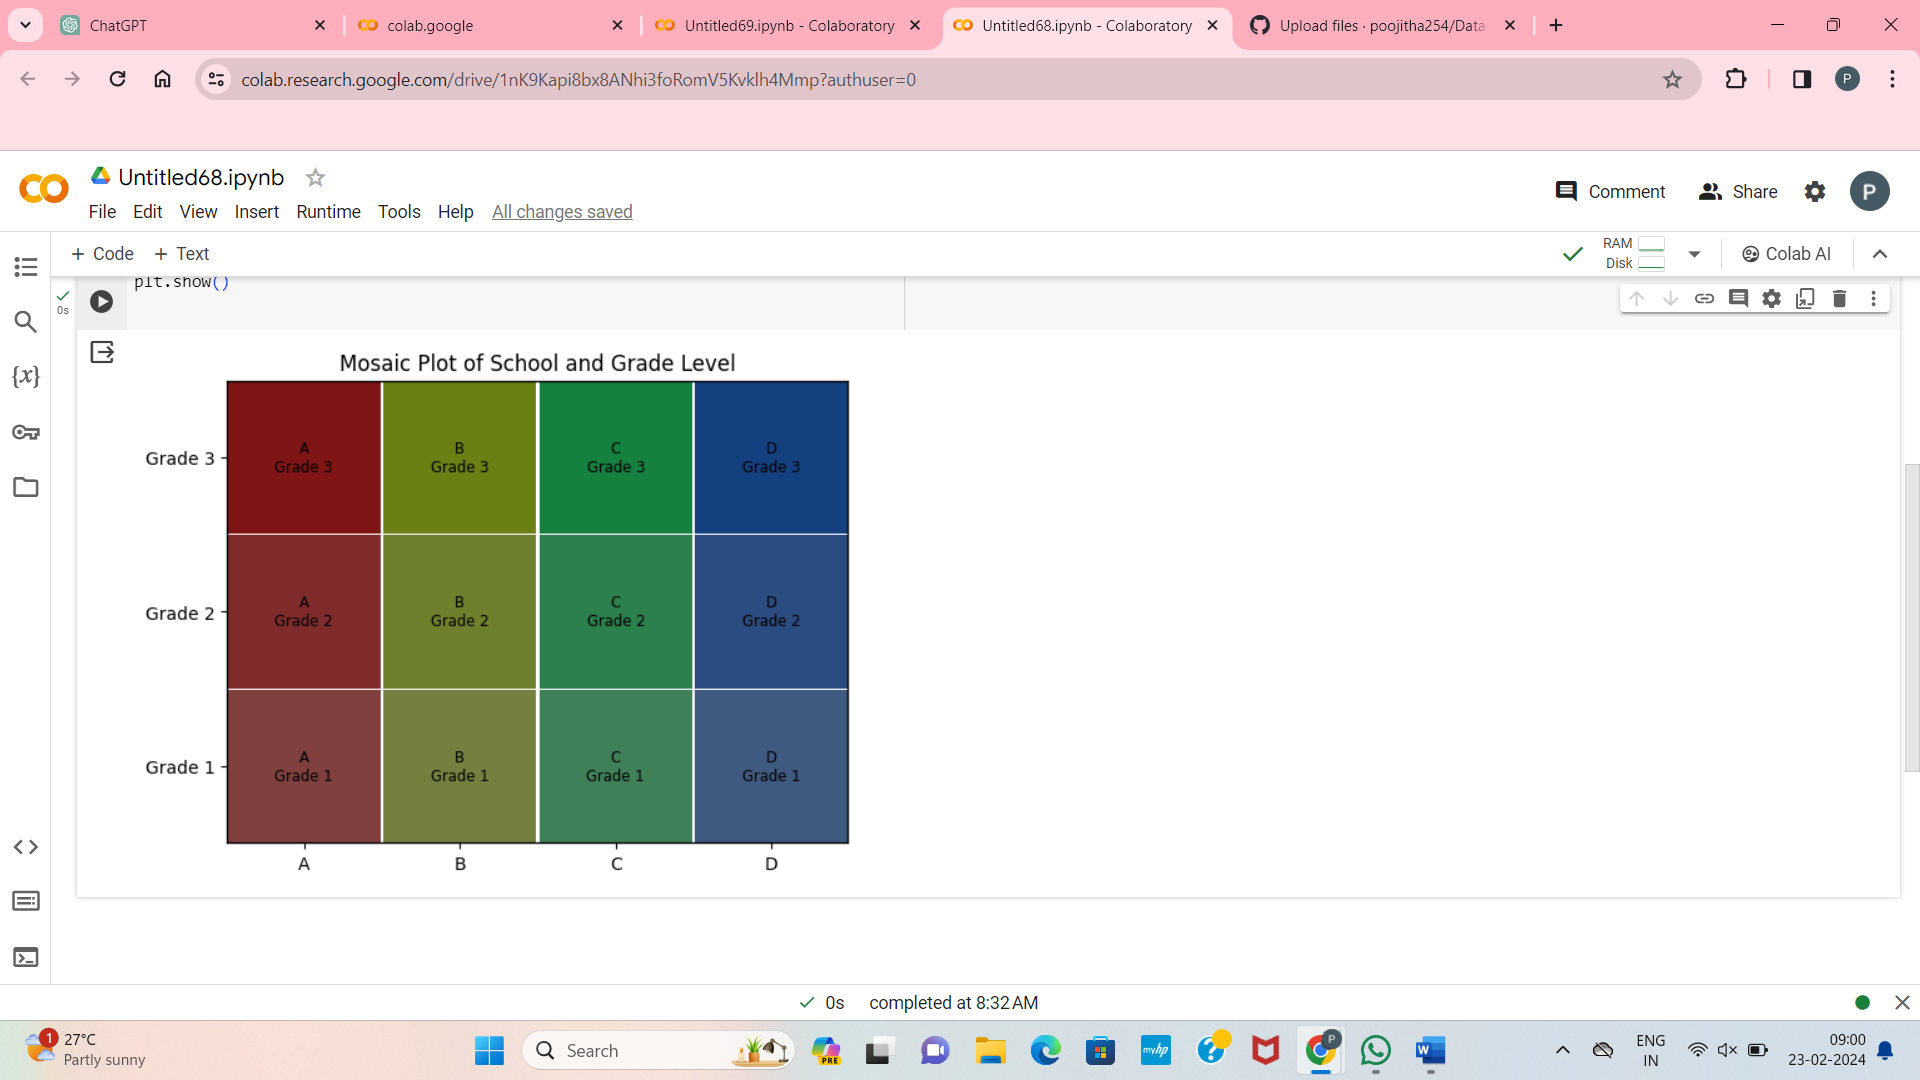 ChatGPT
colab.google
Untitled69.ipynb - Colaboratory
Untitled68.ipynb - Colaboratory
Upload files · poojitha254/Data
colab.research.google.com/drive/1nK9Kapi8bx8ANhi3foRomV5Kvklh4Mmp?authuser=0
P
Untitled68.ipynb
File Edit View Insert Runtime Tools Help All changes saved
Comment
Share
P
+ Code + Text
RAM
Disk
Colab AI
plt.show()
0s
{x}
Mosaic Plot of School and Grade Level
Grade 3
A
Grade 3
B
Grade 3
C
Grade 3
D
Grade 3
Grade 2
A
Grade 2
B
Grade 2
C
Grade 2
D
Grade 2
Grade 1
A
Grade 1
B
Grade 1
C
Grade 1
D
Grade 1
A B C D
0s completed at 8:32 AM
1
27°C
Partly sunny
Search
PRE
myhp
?
P
W
ENG
IN
09:00
23-02-2024